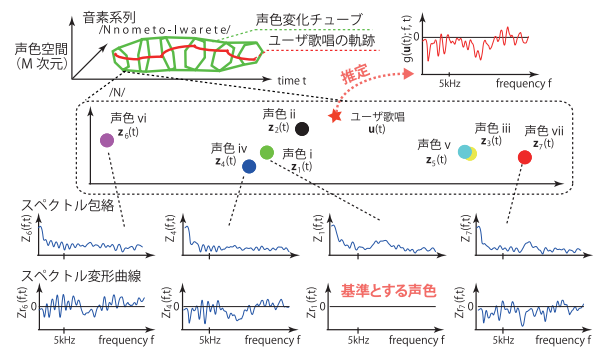 音素系列
/Nnometo-Iwarete/
声色変化チューブ
ユーザ歌唱の軌跡
声色空間
(M 次元)
time t
g(u(t); f, t)
5kHz
frequency f
推定
/N/
声色 vi
z6(t)
声色 ii
z2(t)
ユーザ歌唱
u(t)
声色 iv
z4(t)
声色 i
z1(t)
声色 v
z5(t)
声色 iii
z3(t)
声色 vii
z7(t)
スペクトル包絡
Z6(f,t)
Z4(f,t)
Z1(f,t)
Z7(f,t)
スペクトル変形曲線
Zr6(f,t)
0
5kHz
frequency f
Zr4(f,t)
0
5kHz
frequency f
Zr1(f,t)
0
基準とする声色
5kHz
frequency f
Zr7(f,t)
0
5kHz
frequency f